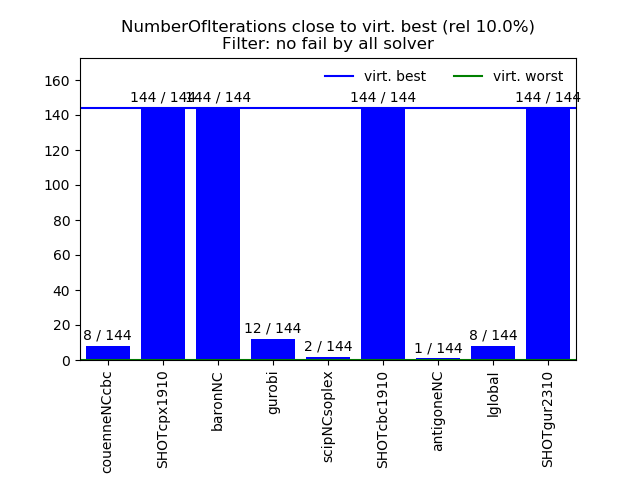 NumberOfIterations close to virt. best (rel 10.0%)
Filter: no fail by all solver
virt. best
virt. worst
160
140
120
100
80
60
40
20
0
8 / 144
144 / 144
144 / 144
12 / 144
2 / 144
144 / 144
1 / 144
8 / 144
144 / 144
couenneNCcbc
SHOTcpx1910
baronNC
gurobi
scipNCsoplex
SHOTcbc1910
antigoneNC
lglobal
SHOTgur2310